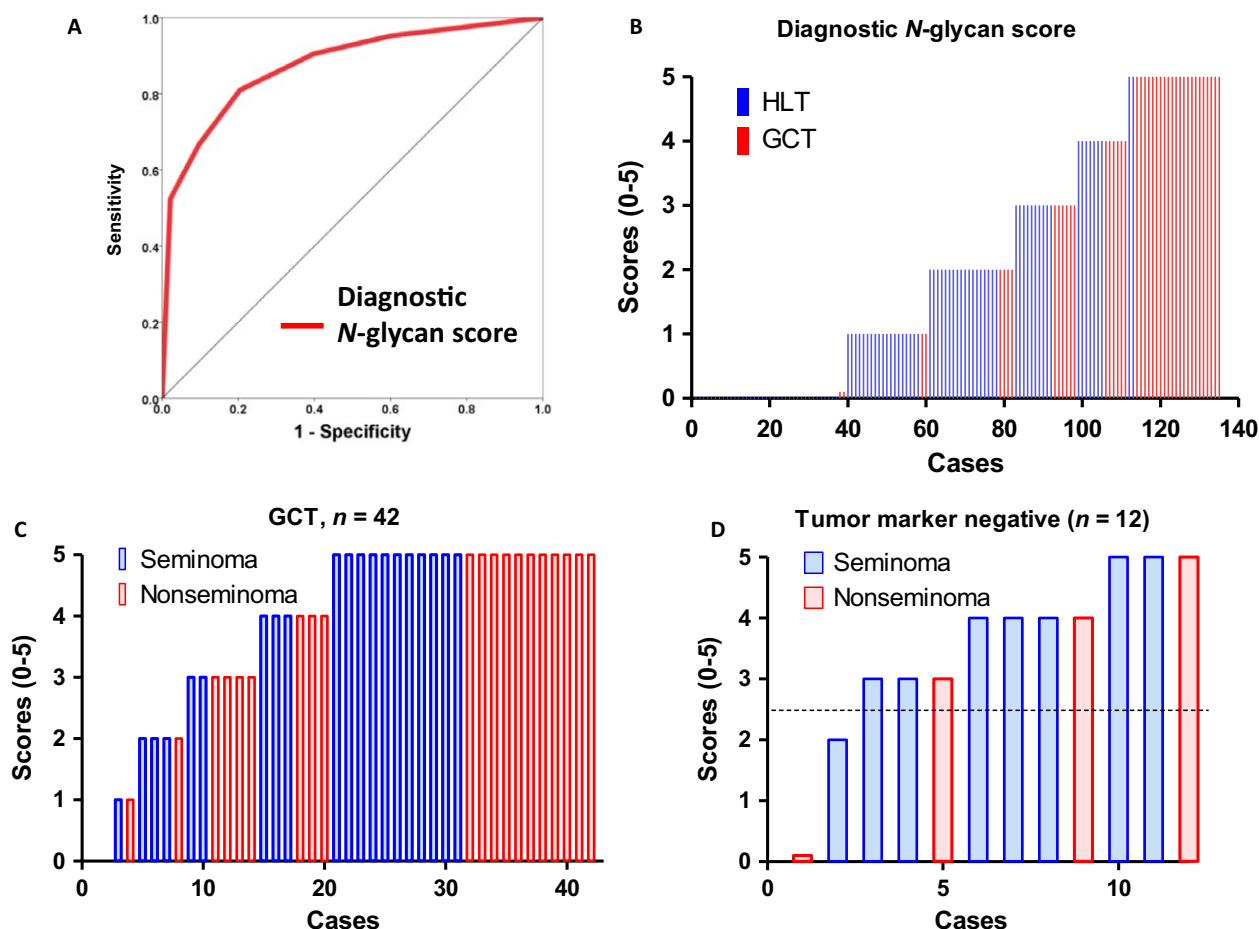 A
1.0
0.8
0.6
0.4
0.2
0.0
Sensitivity
0.0 0.2 0.4 0.6 0.8 1.0
1 - Specificity
Diagnostic
N-glycan score
B
Diagnostic N-glycan score
HLT
GCT
5
4
3
2
1
0
Scores (0-5)
0 20 40 60 80 100 120 140
Cases
C
GCT, n = 42
Seminoma
Nonseminoma
5
4
3
2
1
0
Scores (0-5)
0 10 20 30 40
Cases
D
Tumor marker negative (n = 12)
Seminoma
Nonseminoma
5
4
3
2
1
0
Scores (0-5)
0 5 10
Cases